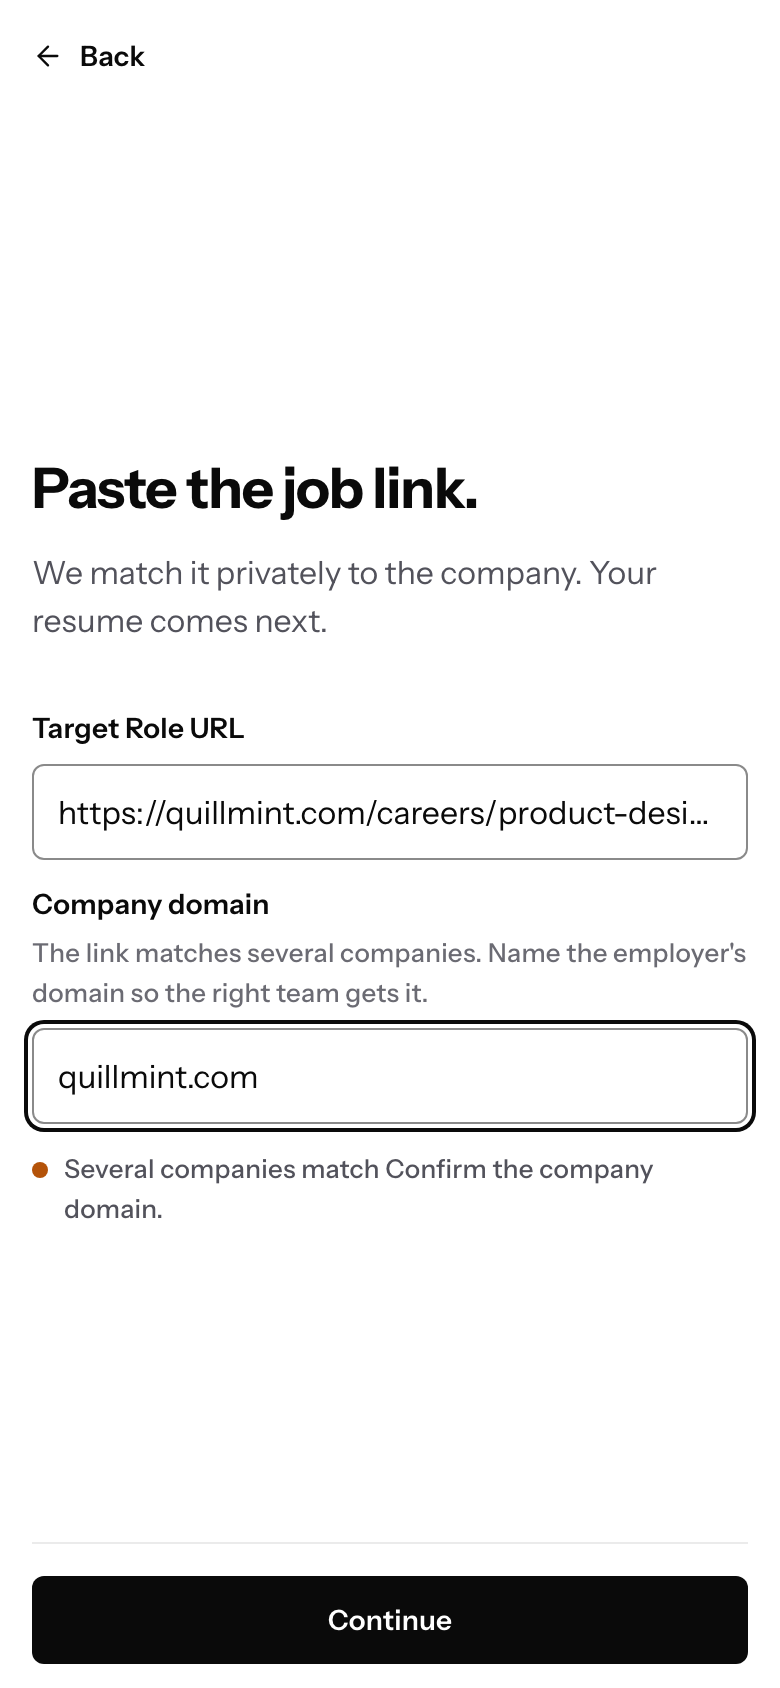 Back
Paste the job link.
We match it privately to the company. Your
resume comes next.
Target Role URL
https://quillmint.com/careers/product-desi...
Company domain
The link matches several companies. Name the employer's
domain so the right team gets it.
quillmint.com
Several companies match Confirm the company
domain.
Continue